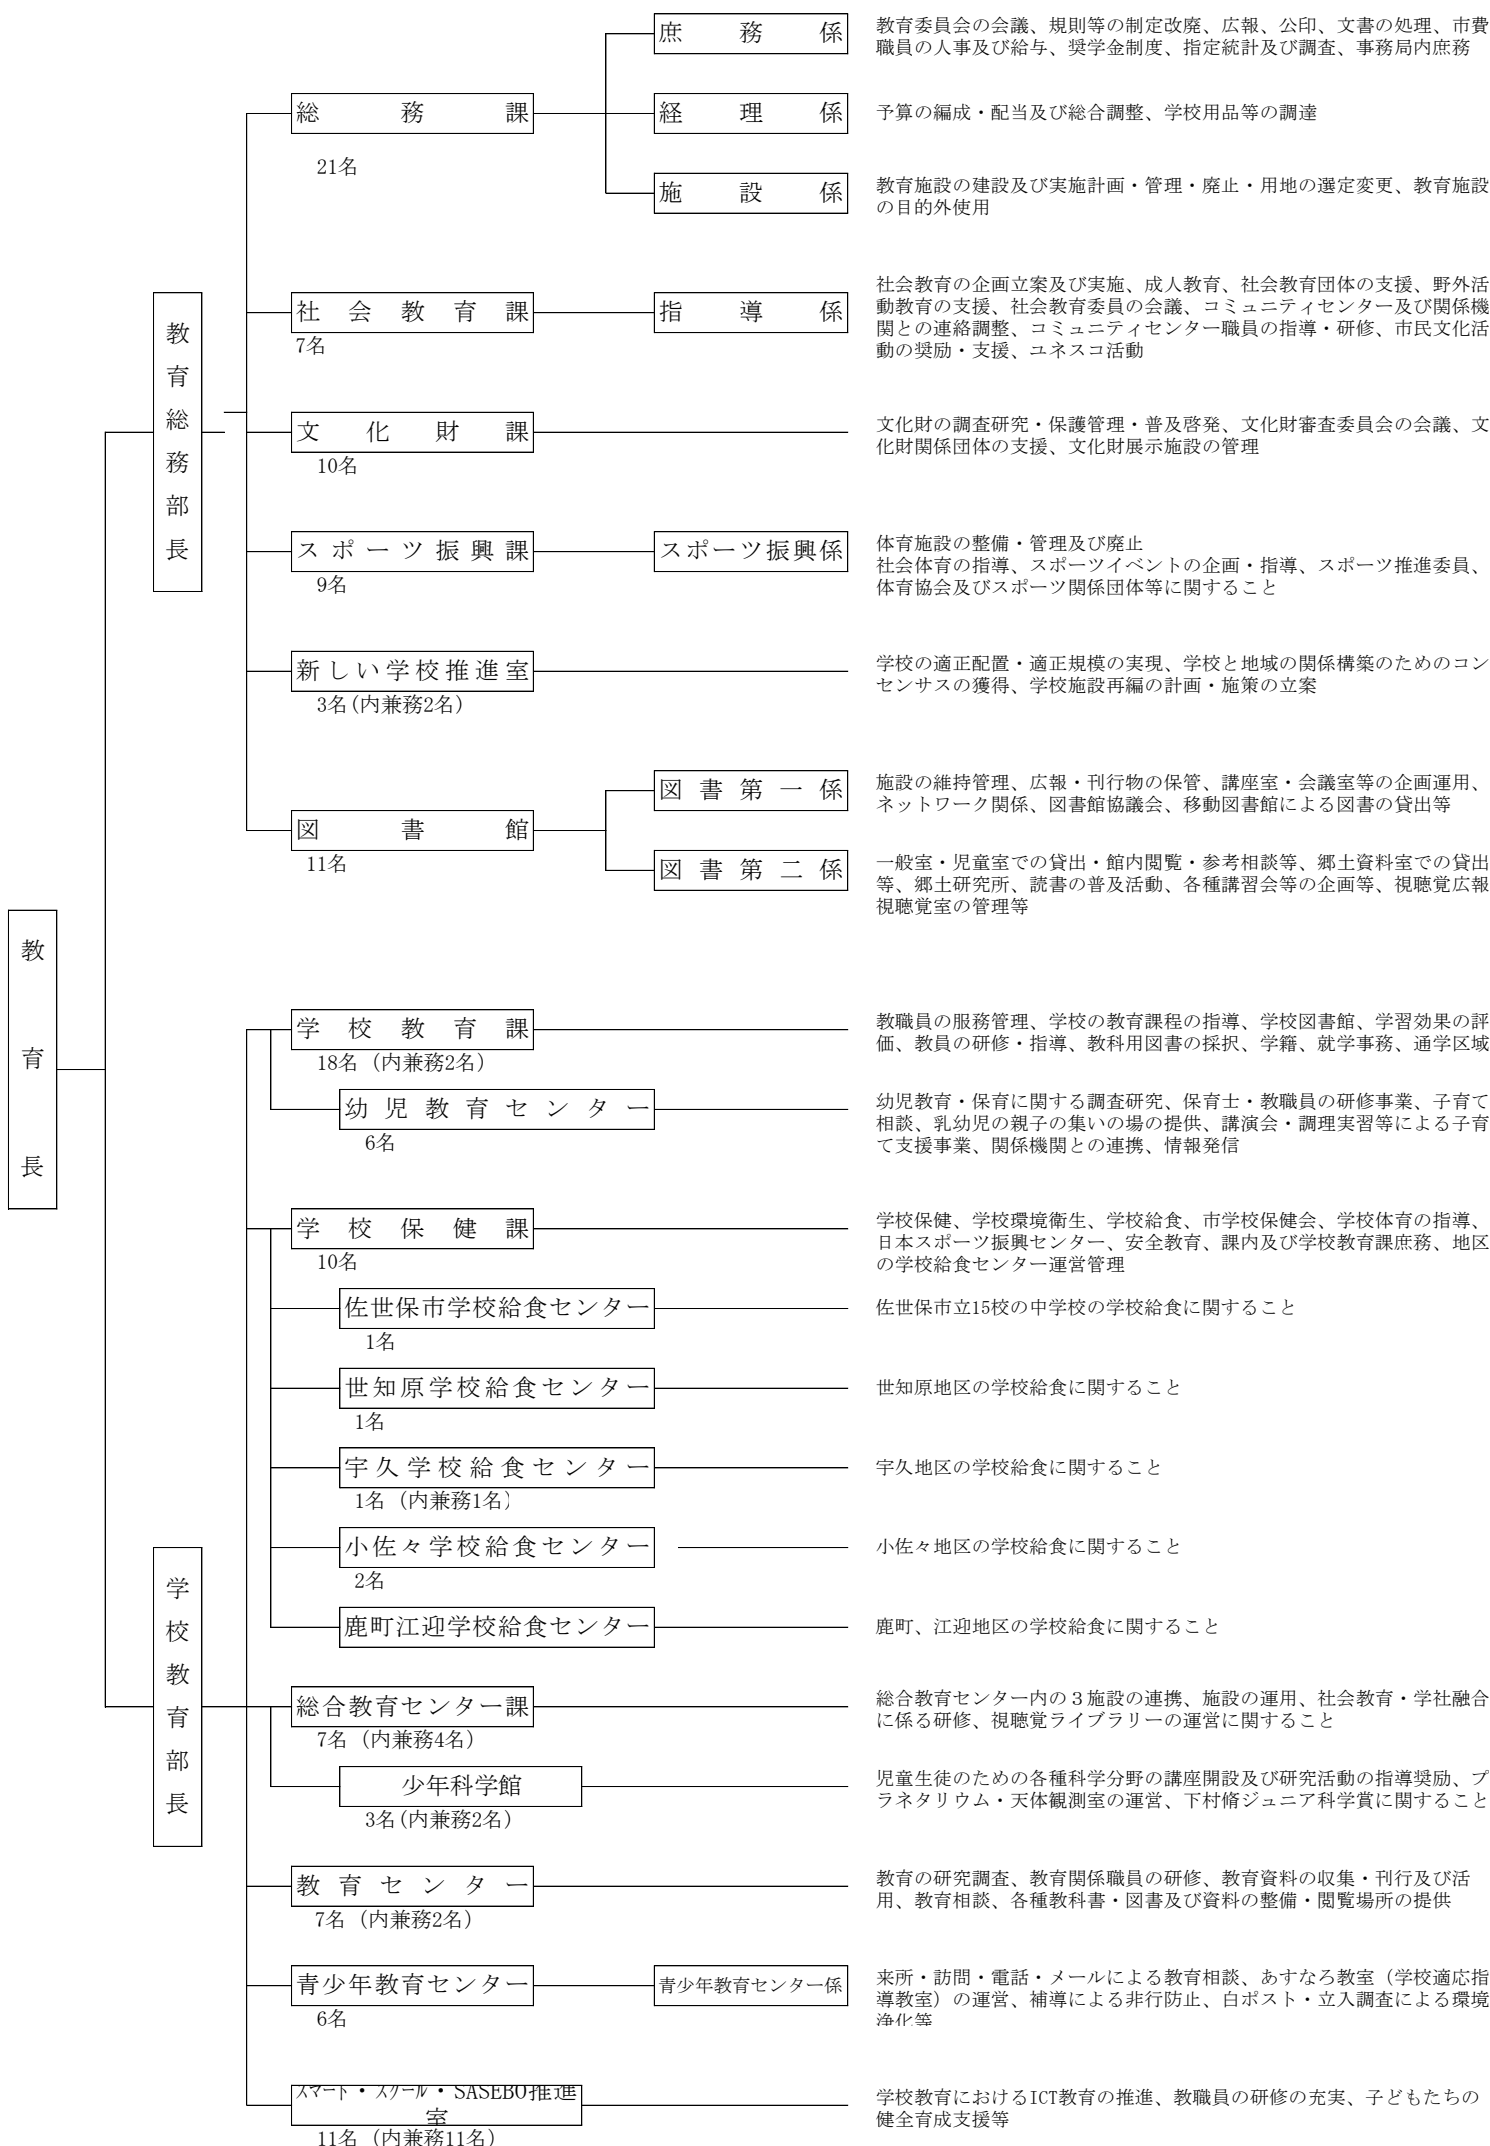 教育長
教育総務部長
総務課
21名
庶務係
教育委員会の会議、規則等の制定改廃、広報、公印、文書の処理、市費
職員の人事及び給与、奨学金制度、指定統計及び調査、事務局内庶務
経理係
予算の編成・配当及び総合調整、学校用品等の調達
施設係
教育施設の建設及び実施計画・管理・廃止・用地の選定変更、教育施設
の目的外使用
社会教育課
7名
指導係
社会教育の企画立案及び実施、成人教育、社会教育団体の支援、野外活
動教育の支援、社会教育委員の会議、コミュニティセンター及び関係機
関との連絡調整、コミュニティセンター職員の指導・研修、市民文化活
動の奨励・支援、ユネスコ活動
文化財課
10名
文化財の調査研究・保護管理・普及啓発、文化財審査委員会の会議、文
化財関係団体の支援、文化財展示施設の管理
スポーツ振興課
9名
スポーツ振興係
体育施設の整備・管理及び廃止
社会体育の指導、スポーツイベントの企画・指導、スポーツ推進委員、
体育協会及びスポーツ関係団体等に関すること
新しい学校推進室
3名(内兼務2名)
学校の適正配置・適正規模の実現、学校と地域の関係構築のためのコン
センサスの獲得、学校施設再編の計画・施策の立案
図書館
11名
図書第一係
施設の維持管理、広報・刊行物の保管、講座室・会議室等の企画運用、
ネットワーク関係、図書館協議会、移動図書館による図書の貸出等
図書第二係
一般室・児童室での貸出・館内閲覧・参考相談等、郷土資料室での貸出
等、郷土研究所、読書の普及活動、各種講習会等の企画等、視聴覚広報
視聴覚室の管理等
学校教育部長
学校教育課
18名（内兼務2名）
教職員の服務管理、学校の教育課程の指導、学校図書館、学習効果の評
価、教員の研修・指導、教科用図書の採択、学籍、就学事務、通学区域
幼児教育センター
6名
幼児教育・保育に関する調査研究、保育士・教職員の研修事業、子育て
相談、乳幼児の親子の集いの場の提供、講演会・調理実習等による子育
て支援事業、関係機関との連携、情報発信
学校保健課
10名
学校保健、学校環境衛生、学校給食、市学校保健会、学校体育の指導、
日本スポーツ振興センター、安全教育、課内及び学校教育課庶務、地区
の学校給食センター運営管理
佐世保市学校給食センター
1名
佐世保市立15校の中学校の学校給食に関すること
世知原学校給食センター
1名
世知原地区の学校給食に関すること
宇久学校給食センター
1名（内兼務1名）
宇久地区の学校給食に関すること
小佐々学校給食センター
2名
小佐々地区の学校給食に関すること
鹿町江迎学校給食センター
鹿町、江迎地区の学校給食に関すること
総合教育センター課
7名（内兼務4名）
総合教育センター内の３施設の連携、施設の運用、社会教育・学社融合
に係る研修、視聴覚ライブラリーの運営に関すること
少年科学館
3名(内兼務2名)
児童生徒のための各種科学分野の講座開設及び研究活動の指導奨励、プ
ラネタリウム・天体観測室の運営、下村脩ジュニア科学賞に関すること
教育センター
7名（内兼務2名）
教育の研究調査、教育関係職員の研修、教育資料の収集・刊行及び活
用、教育相談、各種教科書・図書及び資料の整備・閲覧場所の提供
青少年教育センター
6名
青少年教育センター係
来所・訪問・電話・メールによる教育相談、あすなろ教室（学校適応指
導教室）の運営、補導による非行防止、白ポスト・立入調査による環境
浄化等
スマート・スクール・SASEBO推進
室
11名（内兼務11名）
学校教育におけるICT教育の推進、教職員の研修の充実、子どもたちの
健全育成支援等